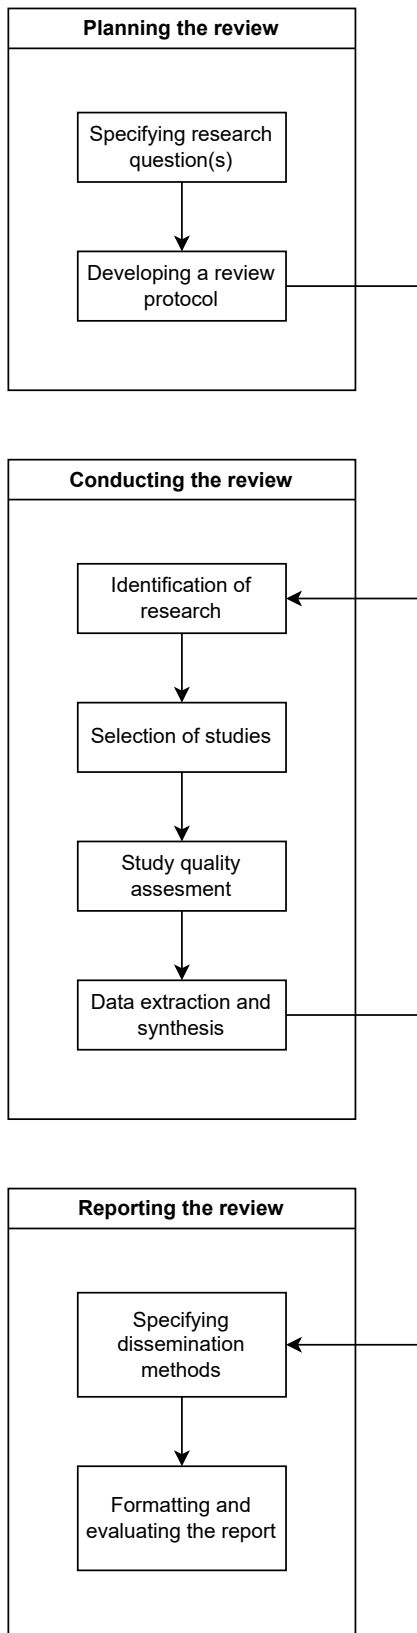 Planning the review
Specifying research
question(s)
Developing a review
protocol
Conducting the review
Identification of
research
Selection of studies
Study quality
assesment
Data extraction and
synthesis
Reporting the review
Specifying
dissemination
methods
Formatting and
evaluating the report